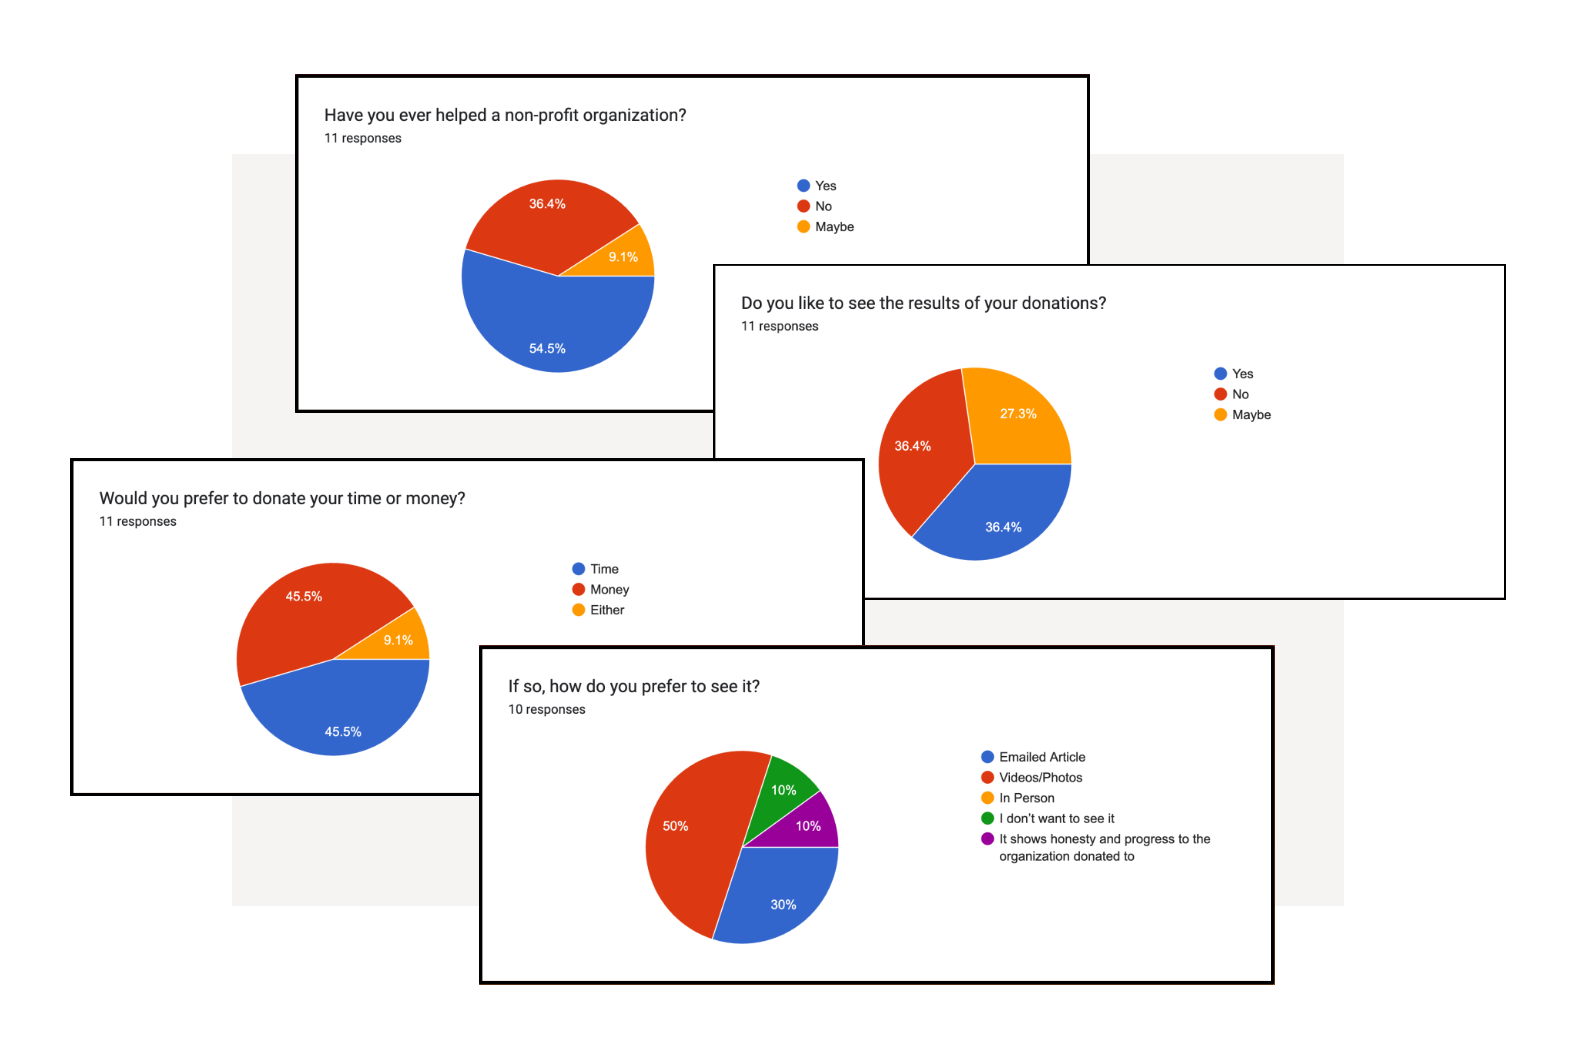 Have you ever helped a non-profit organization?
11 responses
36.4%
9.1%
54.5%
Yes
No
Maybe
Do you like to see the results of your donations?
11 responses
27.3%
36.4%
36.4%
Yes
No
Maybe
Would you prefer to donate your time or money?
11 responses
45.5%
9.1%
45.5%
Time
Money
Either
If so, how do you prefer to see it?
10 responses
10%
50%
10%
30%
Emailed Article
Videos/Photos
In Person
I don't want to see it
It shows honesty and progress to the
organization donated to